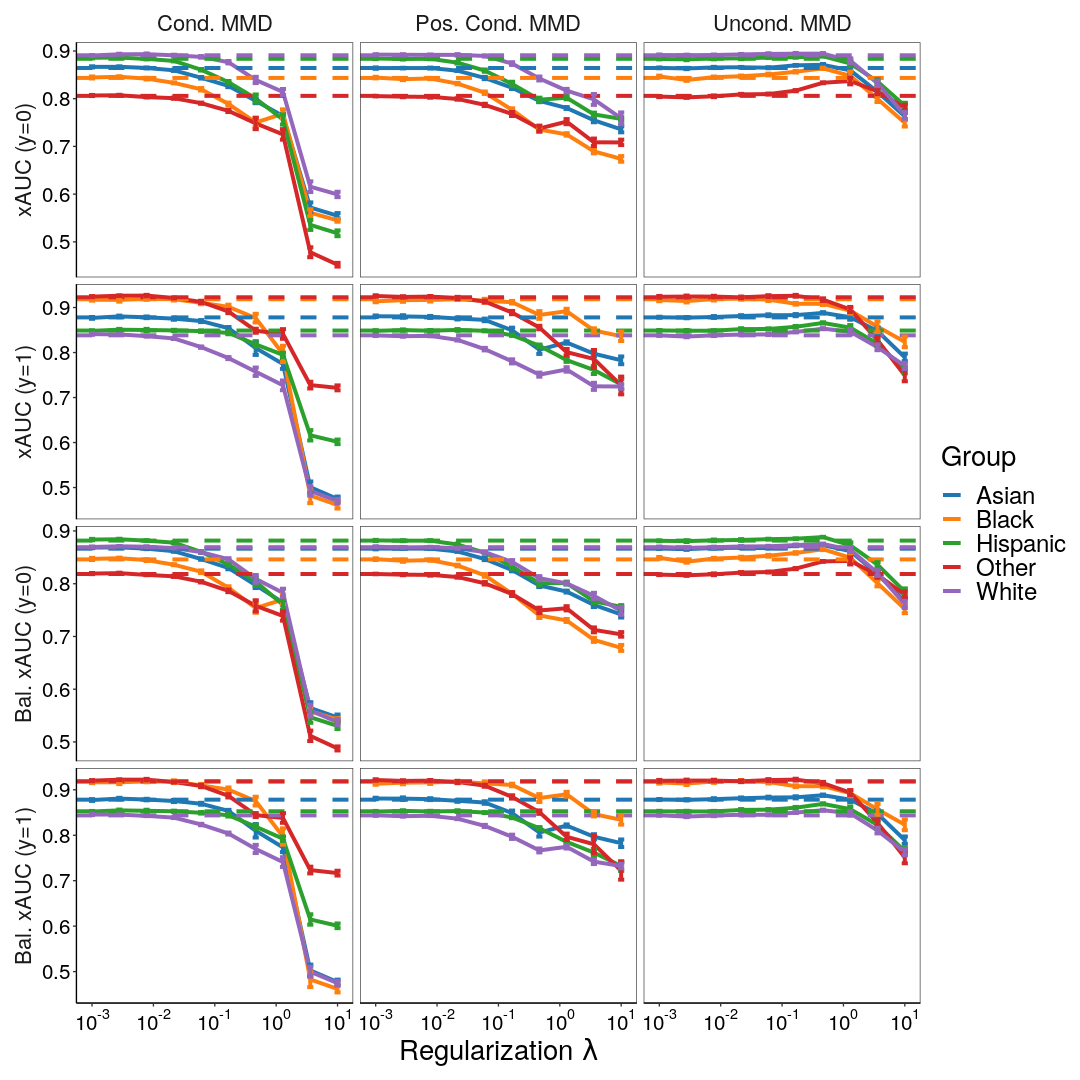 Cond. MMD
Pos. Cond. MMD
Uncond. MMD
xAUC (y=0)
0.9
0.8
0.7
0.6
0.5
xAUC (y=1)
0.9
0.8
0.7
0.6
0.5
Bal. xAUC (y=0)
0.9
0.8
0.7
0.6
0.5
Bal. xAUC (y=1)
0.9
0.8
0.7
0.6
0.5
10⁻³ 10⁻² 10⁻¹ 10⁰ 10¹
10⁻³ 10⁻² 10⁻¹ 10⁰ 10¹
10⁻³ 10⁻² 10⁻¹ 10⁰ 10¹
Regularization λ
Group
Asian
Black
Hispanic
Other
White